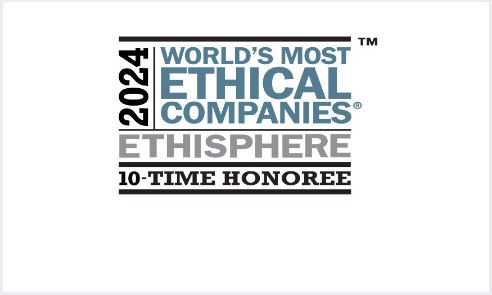 2024
WORLD'S MOST
ETHICAL
COMPANIES®
™
ETHISPHERE
10-TIME HONOREE